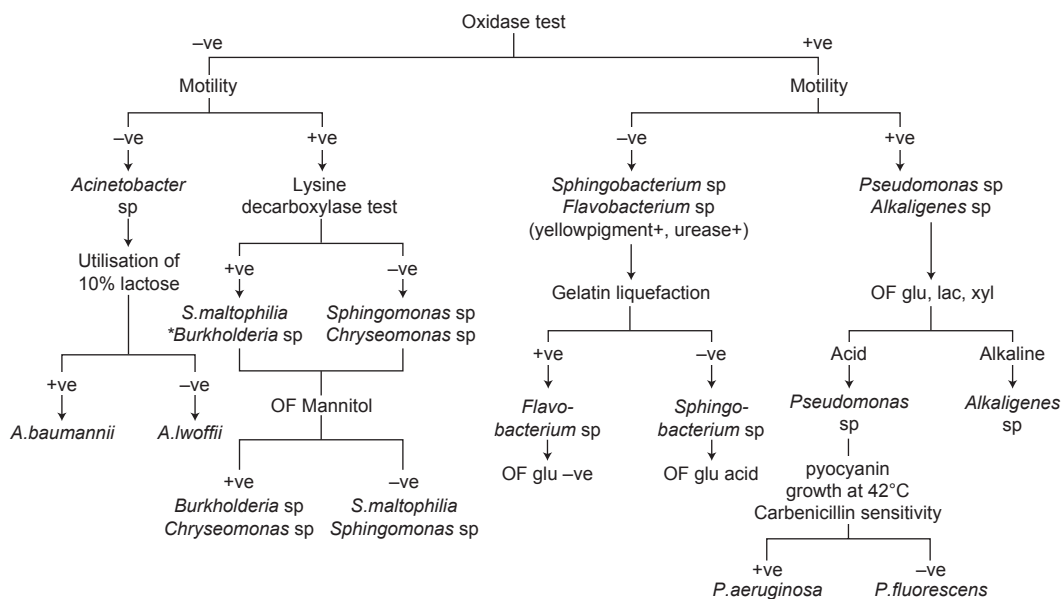 Oxidase test
–ve
+ve
Motility
Motility
–ve
+ve
–ve
+ve
Acinetobacter
sp
Lysine
decarboxylase test
Sphingobacterium sp
Flavobacterium sp
(yellowpigment+, urease+)
Pseudomonas sp
Alkaligenes sp
Utilisation of
10% lactose
+ve
–ve
Gelatin liquefaction
OF glu, lac, xyl
S.maltophilia
*Burkholderia sp
Sphingomonas sp
Chryseomonas sp
+ve
–ve
Acid
Alkaline
+ve
–ve
OF Mannitol
Flavo-
bacterium sp
Sphingo-
bacterium sp
Pseudomonas
sp
Alkaligenes
sp
A.baumannii
A.lwoffii
OF glu –ve
OF glu acid
pyocyanin
growth at 42°C
Carbenicillin sensitivity
+ve
–ve
Burkholderia sp
Chryseomonas sp
S.maltophilia
Sphingomonas sp
+ve
–ve
P.aeruginosa
P.fluorescens